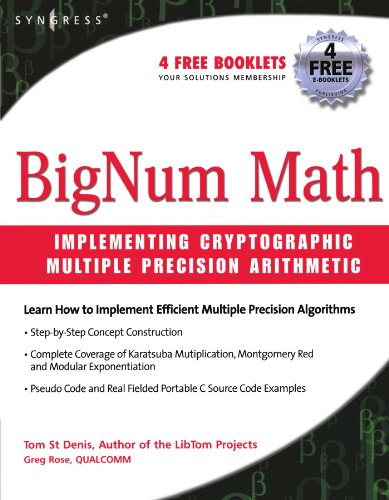 SYNGRESS®
4 FREE BOOKLETS
YOUR SOLUTIONS MEMBERSHIP
SYNGRESS
4
FREE
E-BOOKLETS
PUBLISHING
BigNum Math
IMPLEMENTING CRYPTOGRAPHIC
MULTIPLE PRECISION ARITHMETIC
Learn How to Implement Efficient Multiple Precision Algorithms
• Step-by-Step Concept Construction
• Complete Coverage of Karatsuba Mutiplication, Montgomery Red
and Modular Exponentiation
• Pseudo Code and Real Fielded Portable C Source Code Examples
Tom St Denis, Author of the LibTom Projects
Greg Rose, QUALCOMM